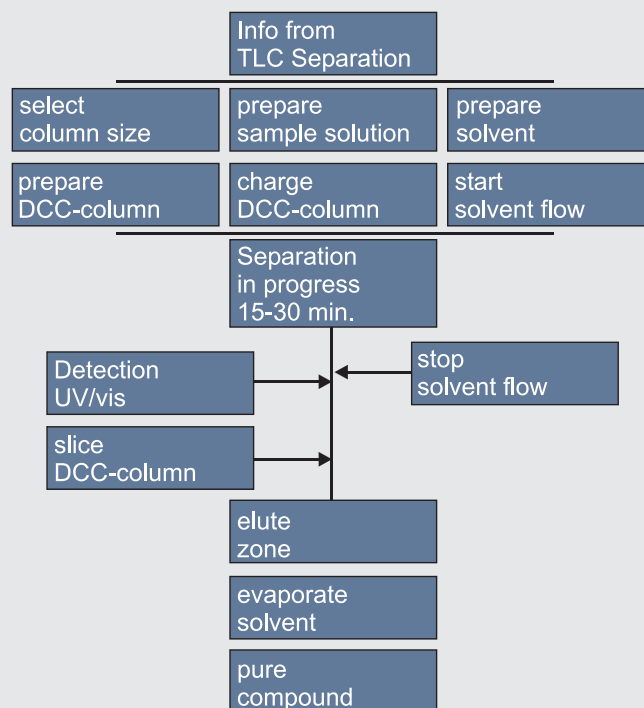 Info from
TLC Separation
select
column size
prepare
sample solution
prepare
solvent
prepare
DCC-column
charge
DCC-column
start
solvent flow
Separation
in progress
15-30 min.
Detection
UV/vis
stop
solvent flow
slice
DCC-column
elute
zone
evaporate
solvent
pure
compound